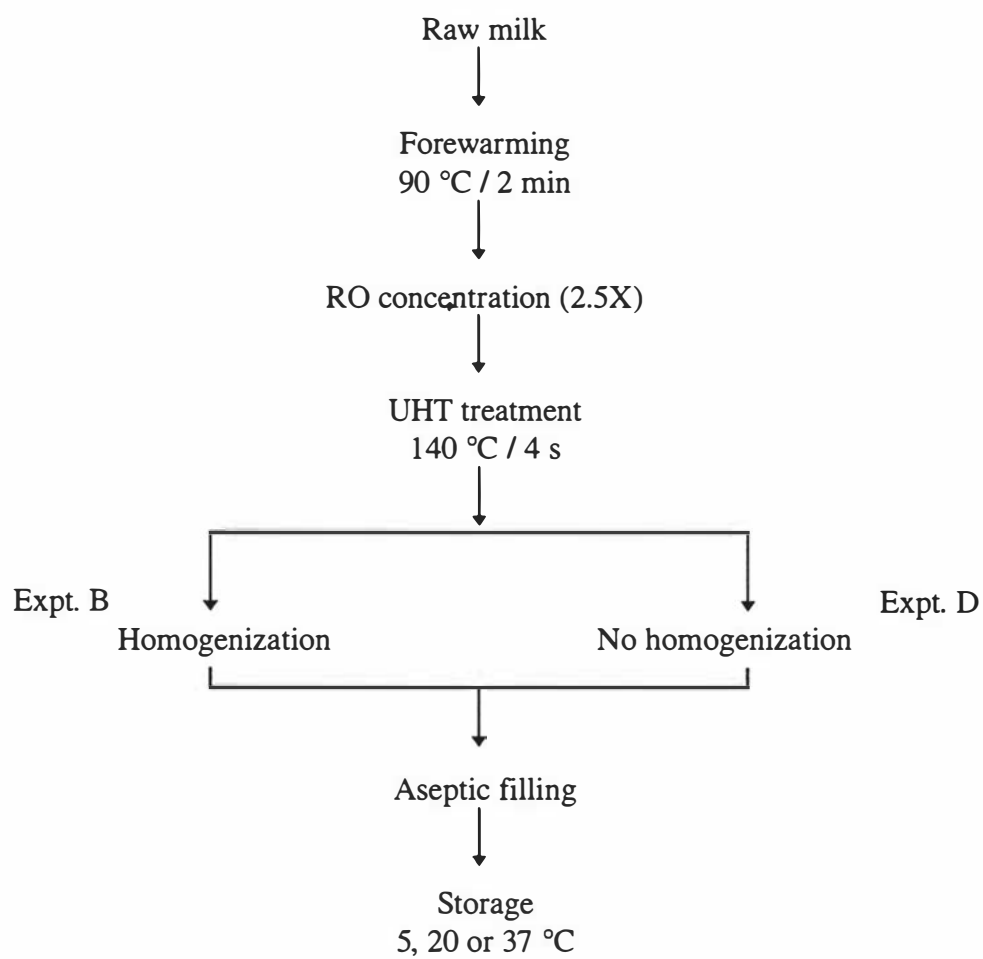 Raw milk
Forewarming
90 °C / 2 min
RO concentration (2.5X)
UHT treatment
140 °C / 4 s
Expt. B
Expt. D
Homogenization
No homogenization
Aseptic filling
Storage
5, 20 or 37 °C